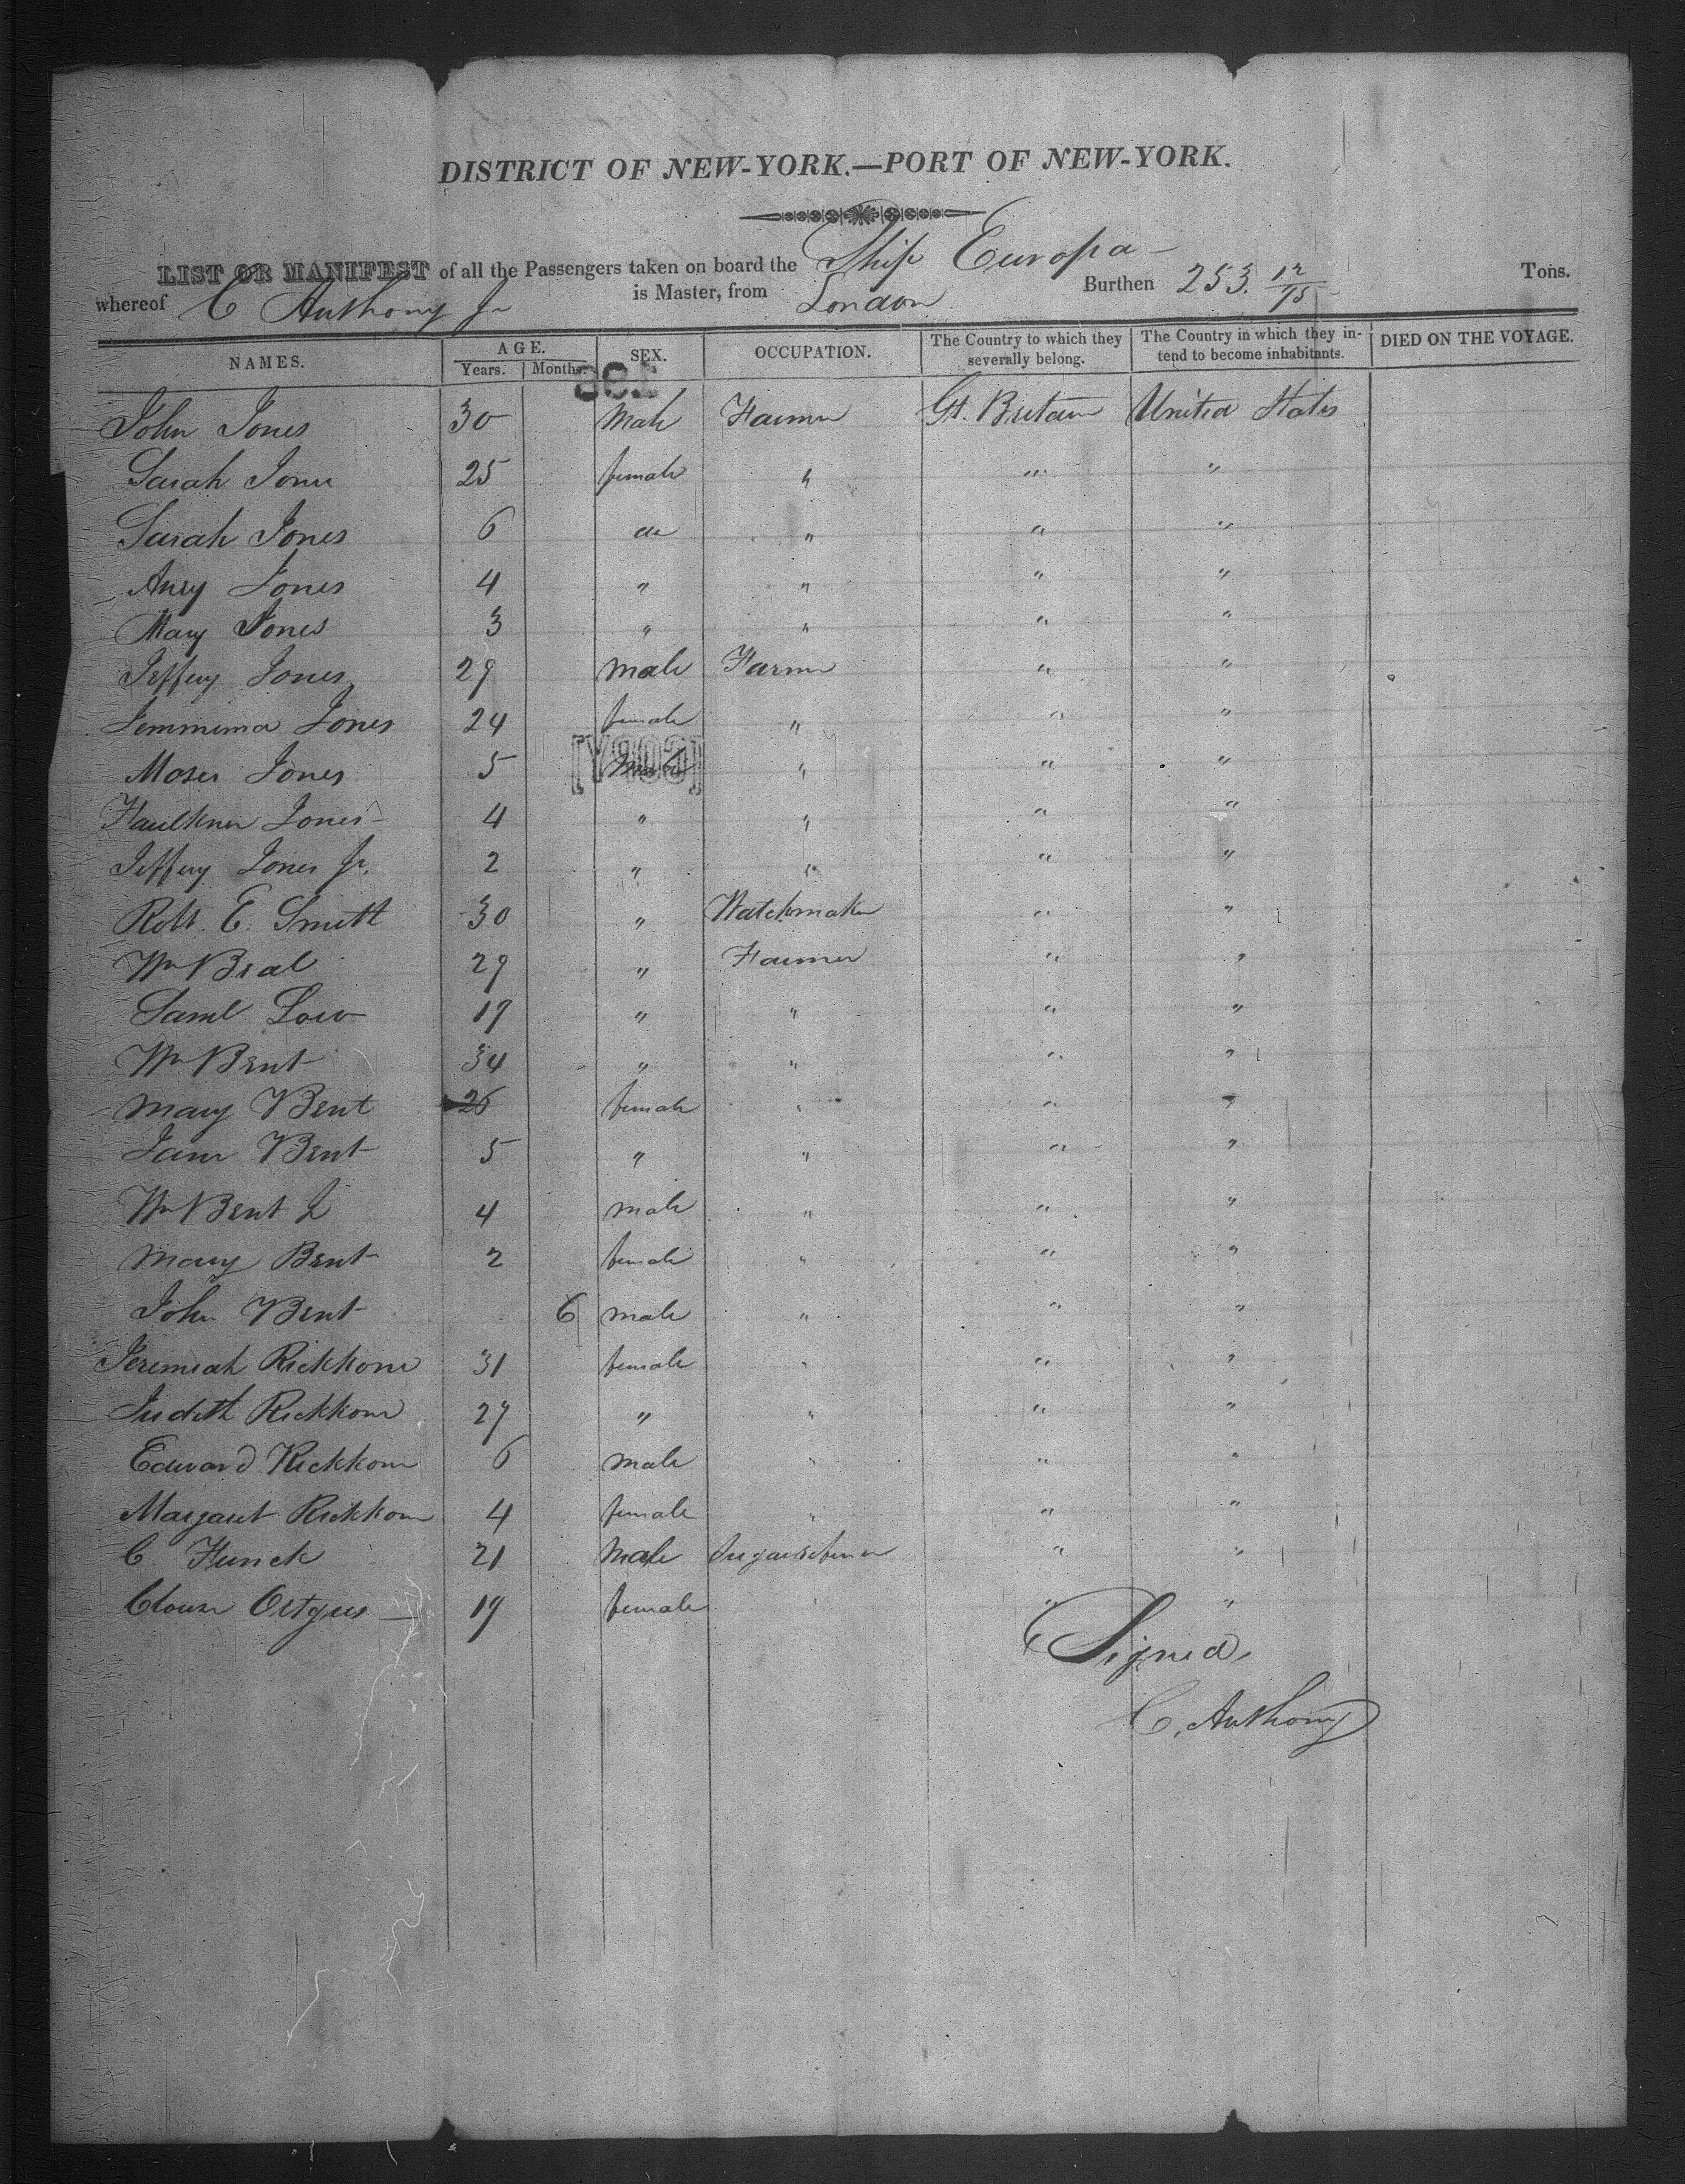 DISTRICT OF NEW-YORK.—PORT OF NEW-YORK.
LIST OR MANIFEST of all the Passengers taken on board the Ship Europa
whereof C Anthony Jr is Master, from London Burthen 253. 12/95 Tons.
NAMES. AGE. Years. Months. SEX. OCCUPATION. The Country to which they severally belong. The Country in which they intend to become inhabitants. DIED ON THE VOYAGE.
John Jones 30 Male Farmer Gt. Britain United States
Sarah Jones 25 female " " "
Sarah Jones 6 do " " "
Jones 4 " " " "
Mary Jones 3 " " " "
Jeffery Jones 29 male Farmer " "
Jemmima Jones 24 female " " "
[COPY]
Moses Jones 5 male " " "
Faulkner Jones 4 " " " "
Jeffery Jones Jr. 2 " " " "
Robt. E. Smith 30 " Watchmaker " "
Wm Beal 29 " Farmer " "
Saml Low 19 " " " "
Wm Bent 34 " " " "
Mary Bent 26 female " " "
Jane Bent 5 " " " "
Wm Bent Jr 4 male " " "
Mary Bent 2 female " " "
John Bent 6 male " " "
Jeremiah Rickkone 31 female " " "
Judith Rickkone 27 " " " "
Edward Rickkone 6 male " " "
Margaret Rickkone 4 female " " "
C Funck 21 Male Sugarrefiner " "
19 female " " "
Signed,
C. Anthony